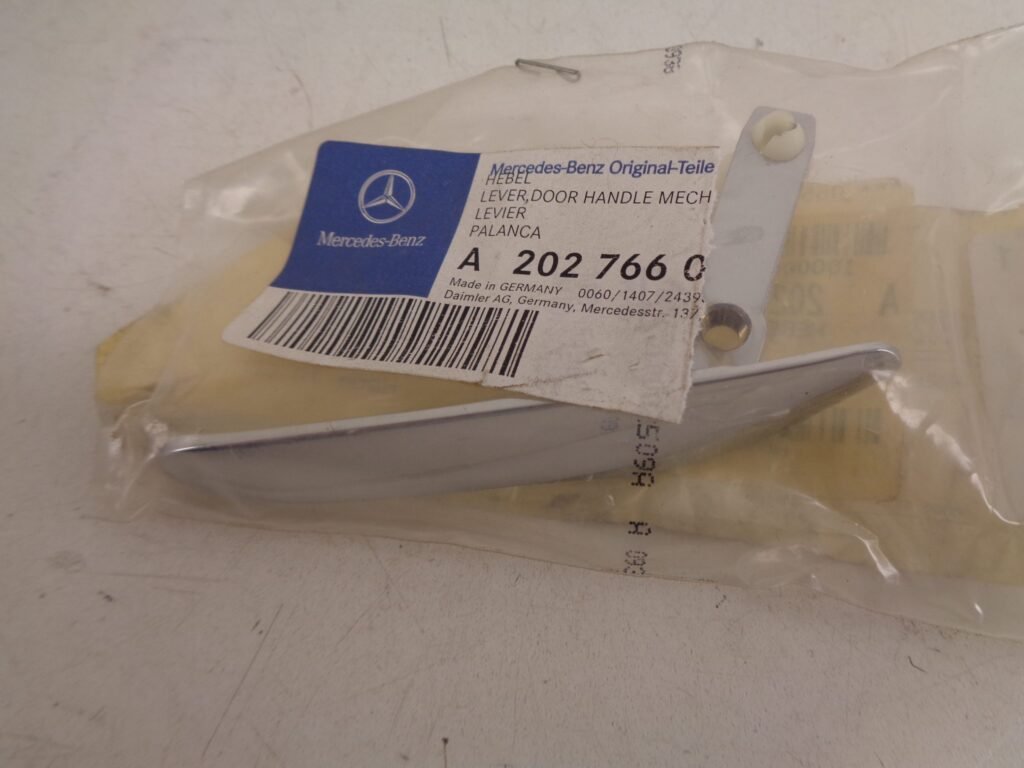 Mercedes-Benz
Mercedes-Benz Original-Teile
HEBEL
LEVER,DOOR HANDLE MECH
LEVIER
PALANCA
A 202 766 0
Made in GERMANY 0060/1407/2439
Daimler AG, Germany, Mercedesstr. 137
A 202